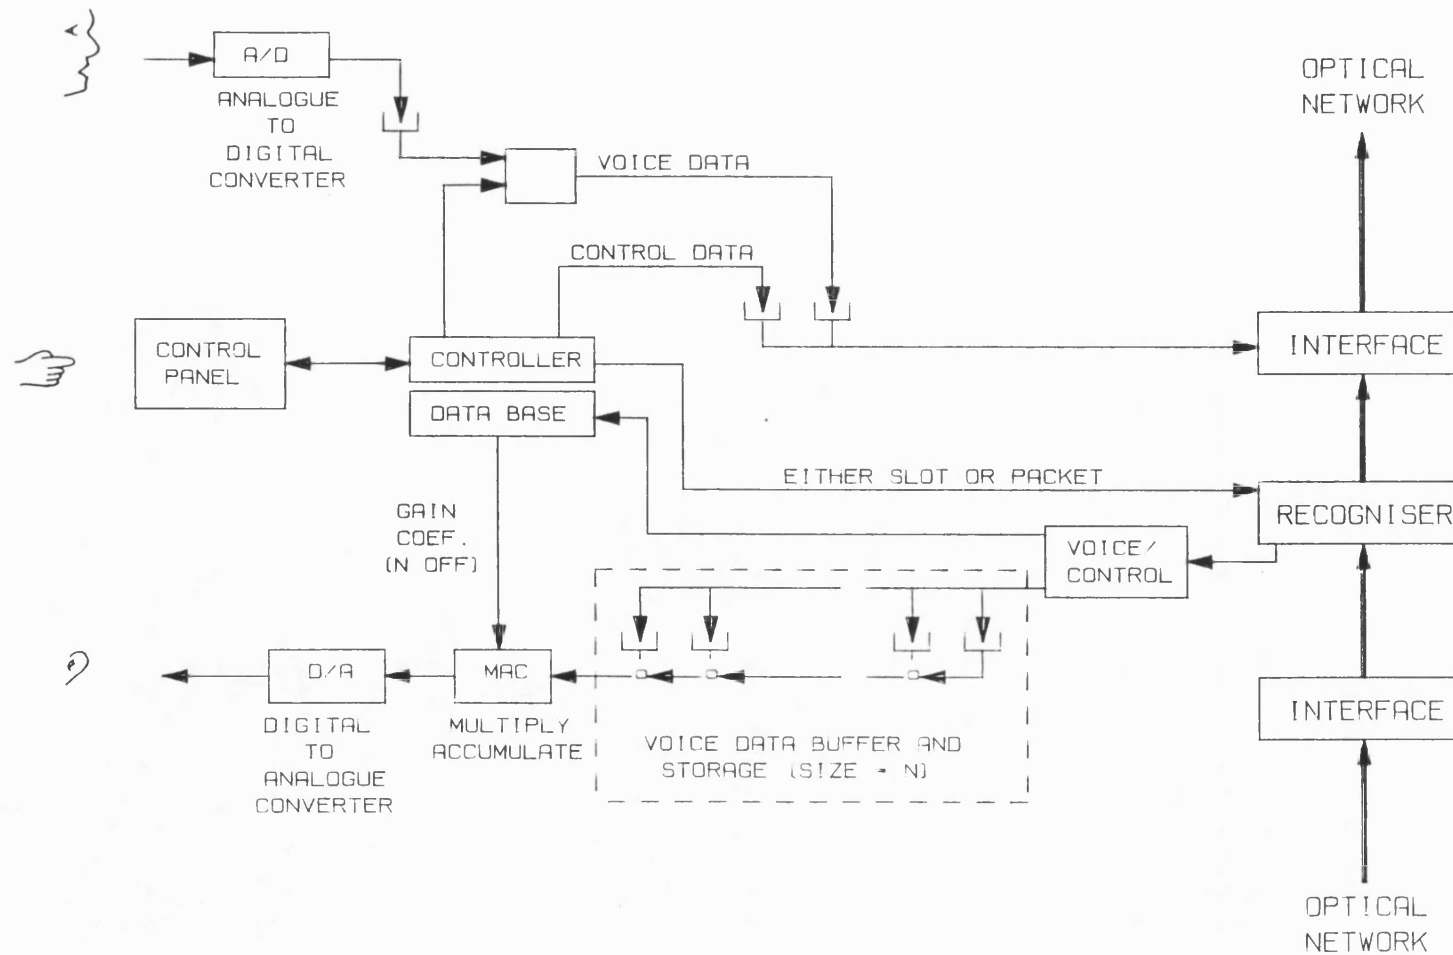 A/D
ANALOGUE
TO
DIGITAL
CONVERTER
OPTICAL
NETWORK
VOICE DATA
CONTROL DATA
CONTROL
PANEL
CONTROLLER
INTERFACE
DATA BASE
EITHER SLOT OR PACKET
RECOGNISER
GAIN
COEF.
(N OFF)
VOICE/
CONTROL
D/A
MAC
DIGITAL
TO
ANALOGUE
CONVERTER
MULTIPLY
ACCUMULATE
VOICE DATA BUFFER AND
STORAGE (SIZE - N)
INTERFACE
OPTICAL
NETWORK